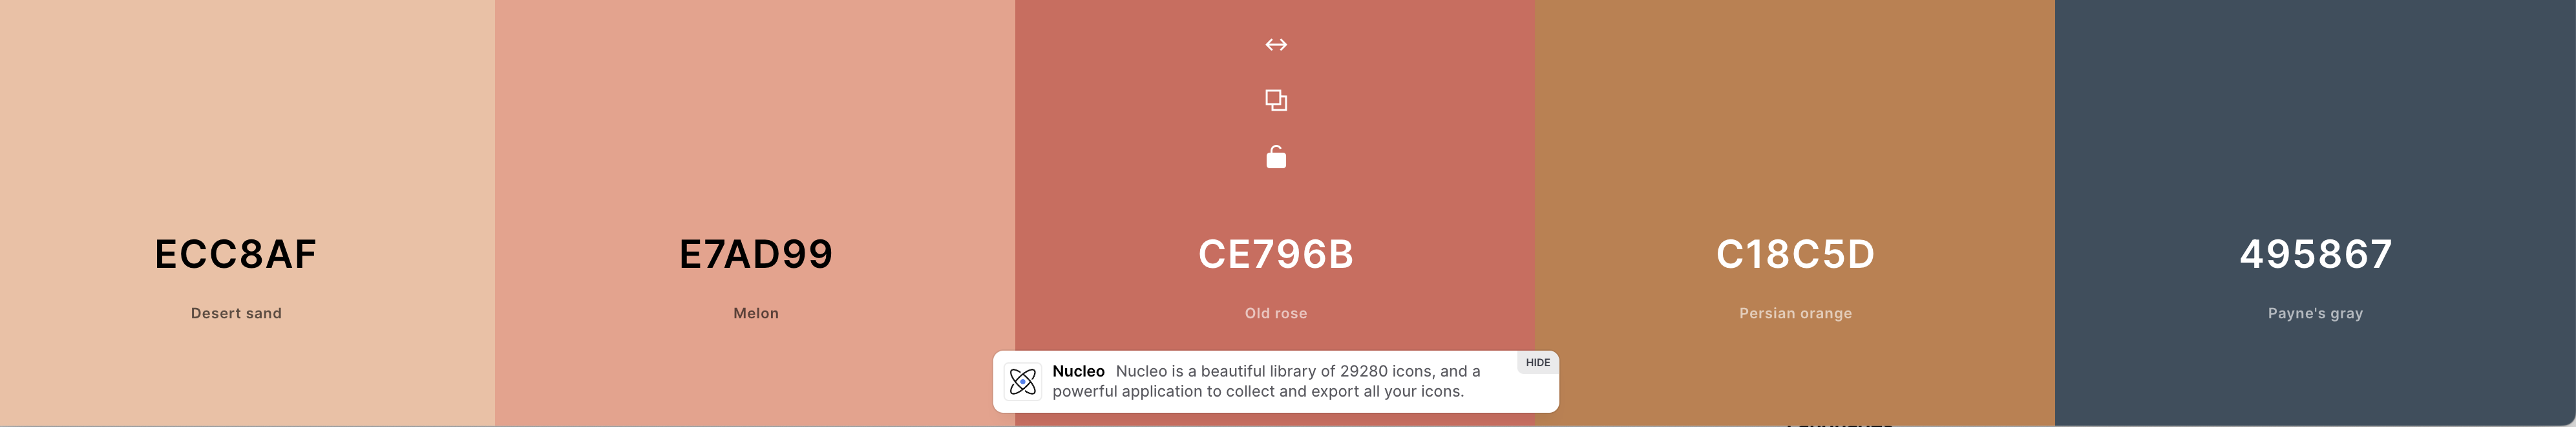 ECC8AF
Desert sand
E7AD99
Melon
CE796B
Old rose
C18C5D
Persian orange
495867
Payne's gray
HIDE
Nucleo Nucleo is a beautiful library of 29280 icons, and a
powerful application to collect and export all your icons.